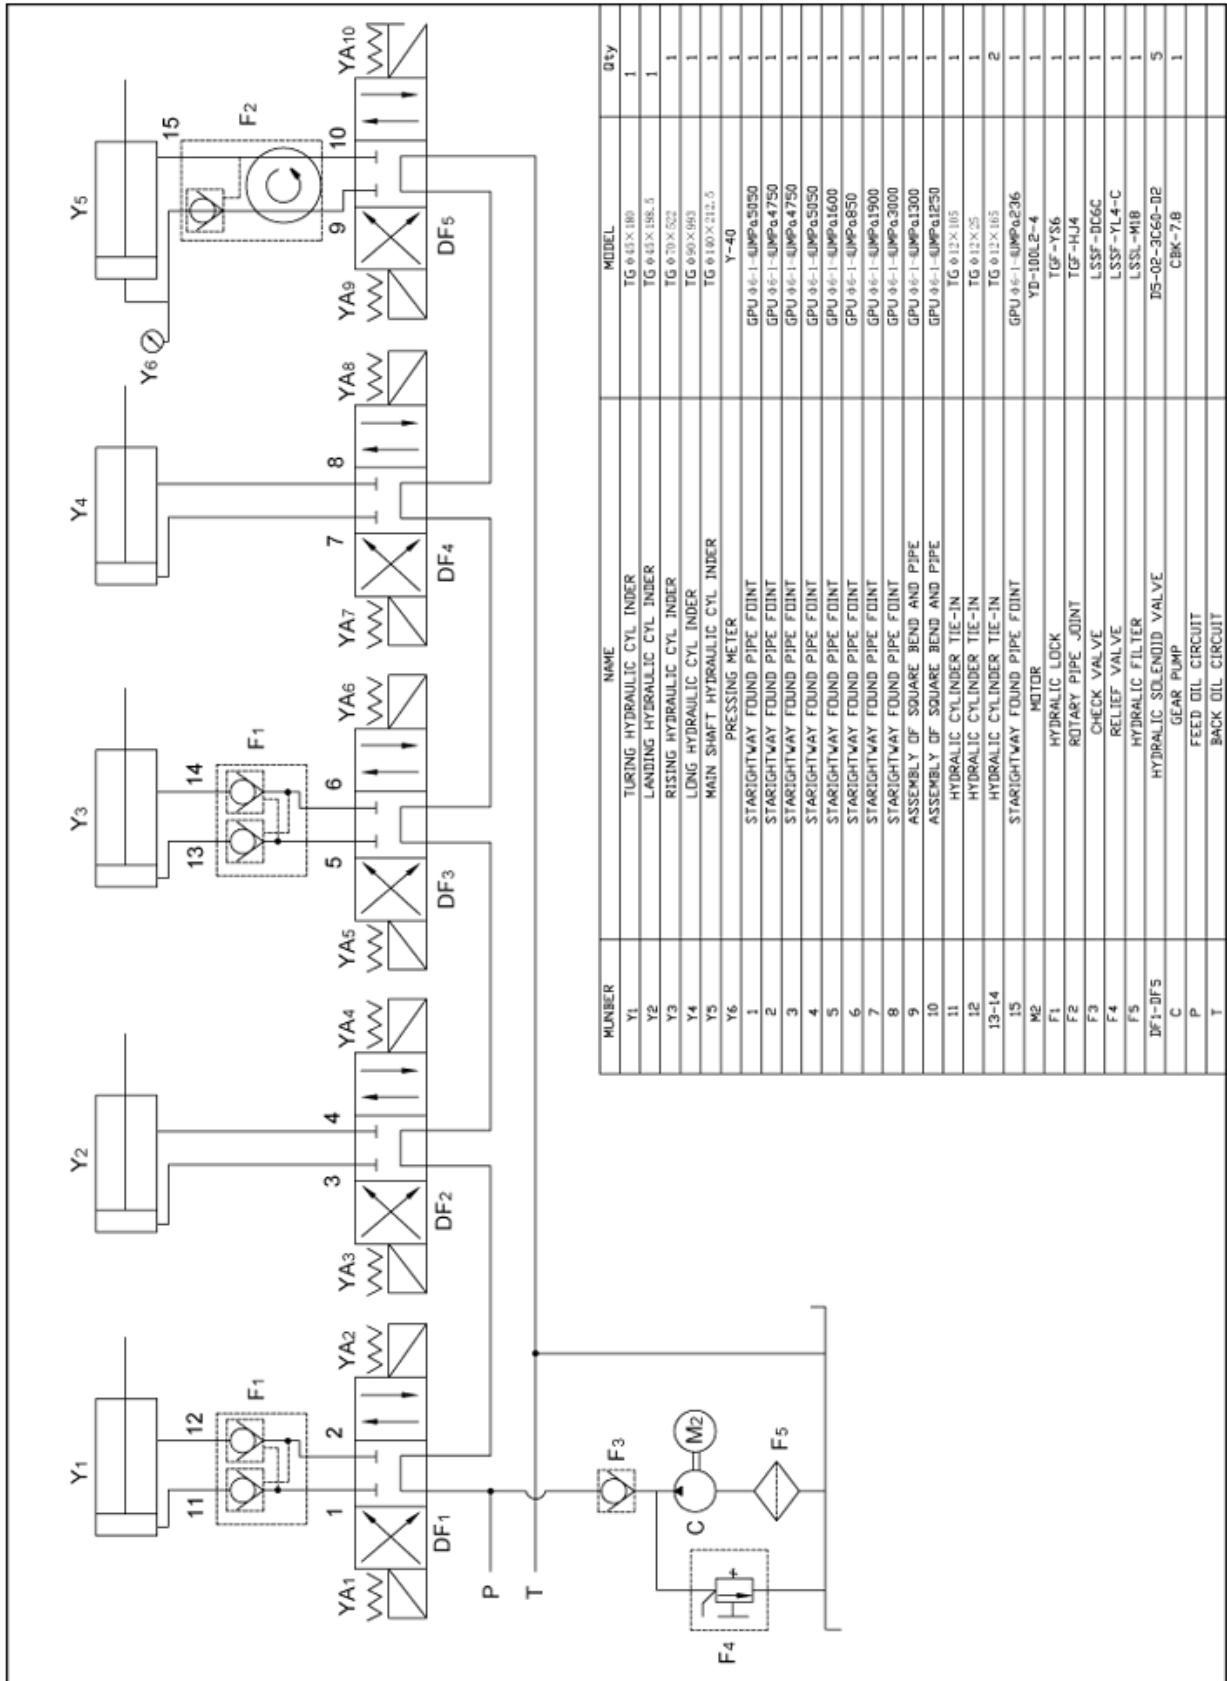 Y1
Y2
Y3
Y4
Y5
Y6
11
12
F1
13
14
F1
15
F2
1
2
3
4
5
6
7
8
9
10
YA1
YA2
YA3
YA4
YA5
YA6
YA7
YA8
YA9
YA10
DF1
DF2
DF3
DF4
DF5
P
T
F3
F4
C
M2
F5
MUNBER NAME MODEL Qty
Y1 TURING HYDRAULIC CYL INDER TG Φ45×180 1
Y2 LANDING HYDRAULIC CYL INDER TG Φ45×198.5 1
Y3 RISING HYDRAULIC CYL INDER TG Φ70×522 1
Y4 LONG HYDRAULIC CYL INDER TG Φ90×993 1
Y5 MAIN SHAFT HYDRAULIC CYL INDER TG Φ140×212.5 1
Y6 PRESSING METER Y-40 1
1 STARIGHTWAY FOUND PIPE FOINT GPU Φ6-1-4UMPa5050 1
2 STARIGHTWAY FOUND PIPE FOINT GPU Φ6-1-4UMPa4750 1
3 STARIGHTWAY FOUND PIPE FOINT GPU Φ6-1-4UMPa4750 1
4 STARIGHTWAY FOUND PIPE FOINT GPU Φ6-1-4UMPa5050 1
5 STARIGHTWAY FOUND PIPE FOINT GPU Φ6-1-4UMPa1600 1
6 STARIGHTWAY FOUND PIPE FOINT GPU Φ6-1-4UMPa850 1
7 STARIGHTWAY FOUND PIPE FOINT GPU Φ6-1-4UMPa1900 1
8 STARIGHTWAY FOUND PIPE FOINT GPU Φ6-1-4UMPa3000 1
9 ASSEMBLY OF SQUARE BEND AND PIPE GPU Φ6-1-4UMPa1300 1
10 ASSEMBLY OF SQUARE BEND AND PIPE GPU Φ6-1-4UMPa1250 1
11 HYDRALIC CYLINDER TIE-IN TG Φ12×105 1
12 HYDRALIC CYLINDER TIE-IN TG Φ12×25 1
13-14 HYDRALIC CYLINDER TIE-IN TG Φ12×165 2
15 STARIGHTWAY FOUND PIPE FOINT GPU Φ6-1-4UMPa236 1
M2 MOTOR YD-100L2-4 1
F1 HYDRALIC LOCK TGF-YS6 1
F2 ROTARY PIPE JOINT TGF-HJ4 1
F3 CHECK VALVE LSSF-DC6C 1
F4 RELIEF VALVE LSSF-YL4-C 1
F5 HYDRALIC FILTER LSSL-M18 1
DF1-DF5 HYDRALIC SOLENOID VALVE D5-02-3C60-D2 5
C GEAR PUMP CBK-7.8 1
P FEED OIL CIRCUIT
T BACK OIL CIRCUIT